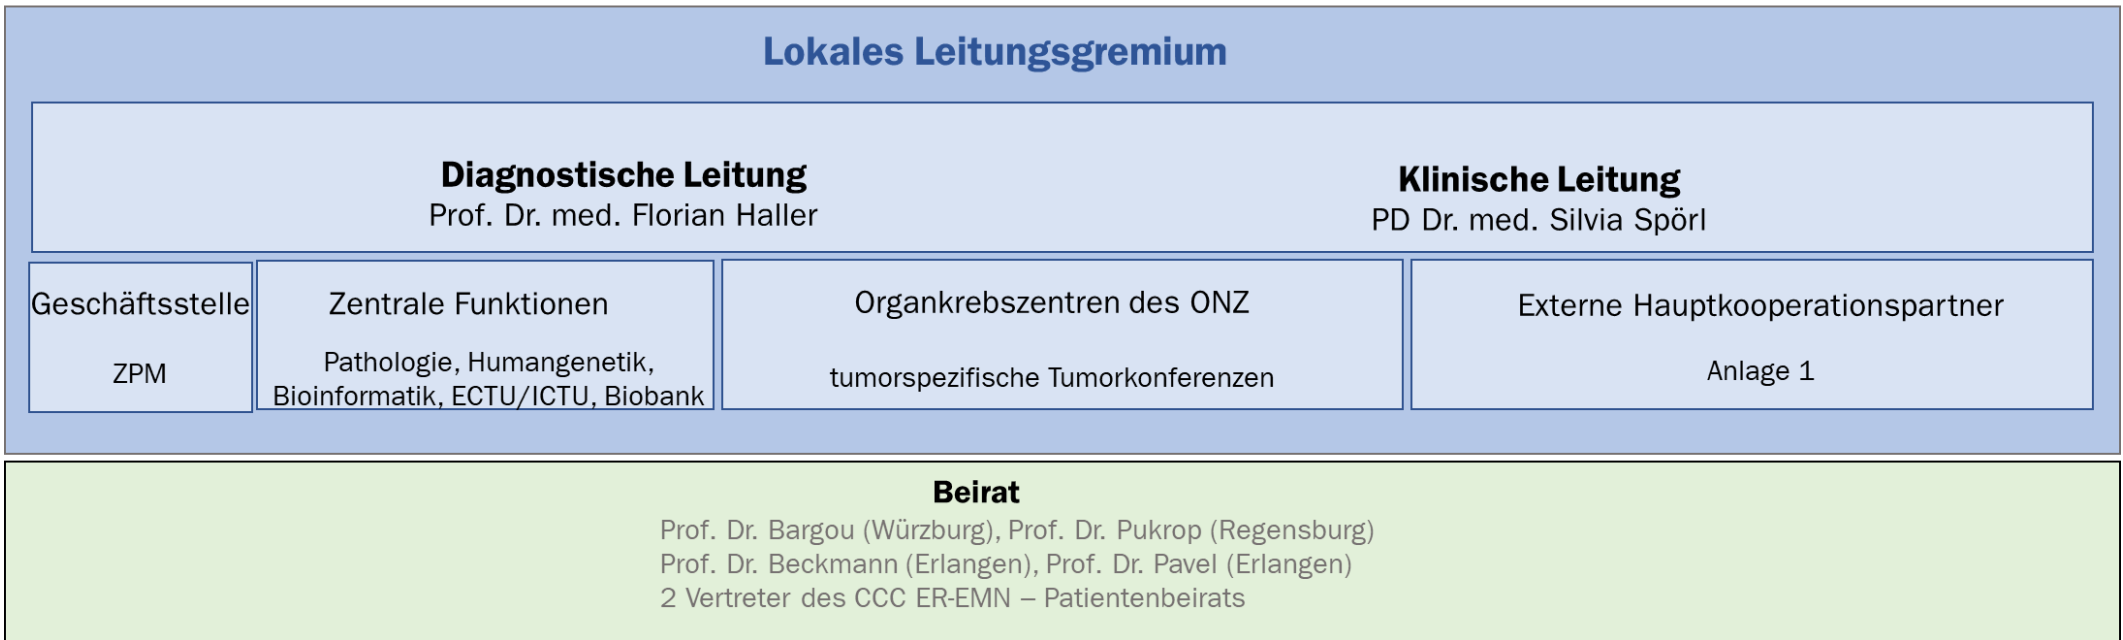 Lokales Leitungsgremium
Diagnostische Leitung
Prof. Dr. med. Florian Haller
Klinische Leitung
PD Dr. med. Silvia Spörl
Geschäftsstelle
ZPM
Zentrale Funktionen
Pathologie, Humangenetik,
Bioinformatik, ECTU/ICTU, Biobank
Organkrebszentren des ONZ
tumorspezifische Tumorkonferenzen
Externe Hauptkooperationspartner
Anlage 1
Beirat
Prof. Dr. Bargou (Würzburg), Prof. Dr. Pukrop (Regensburg)
Prof. Dr. Beckmann (Erlangen), Prof. Dr. Pavel (Erlangen)
2 Vertreter des CCC ER-EMN – Patientenbeirats